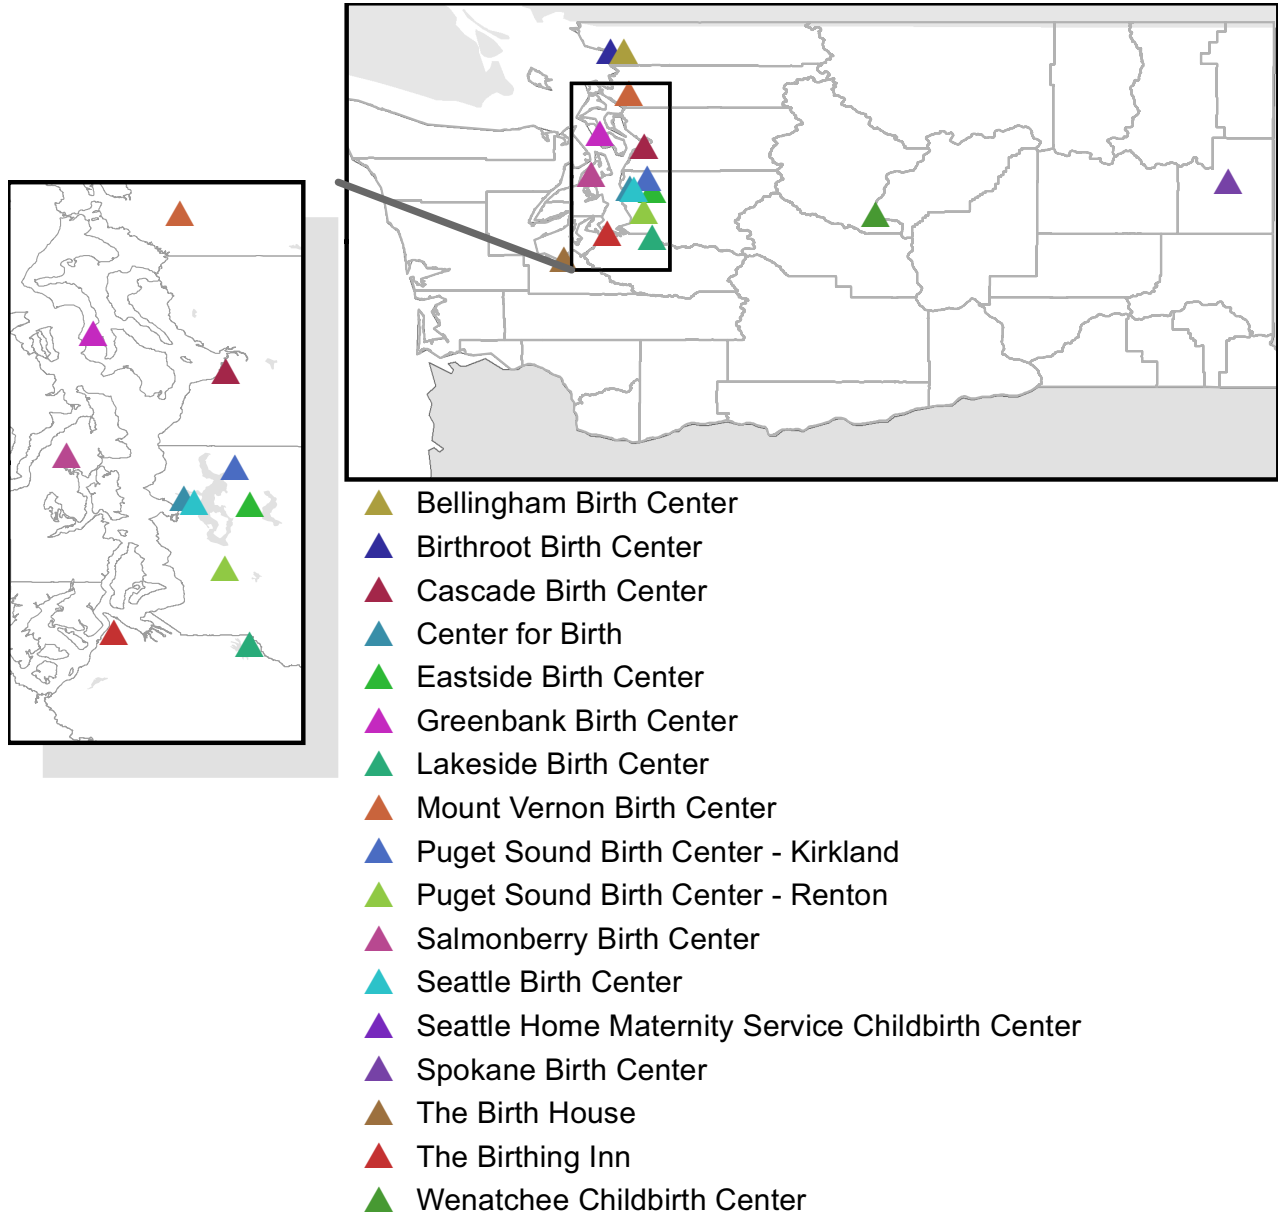 Bellingham Birth Center
Birthroot Birth Center
Cascade Birth Center
Center for Birth
Eastside Birth Center
Greenbank Birth Center
Lakeside Birth Center
Mount Vernon Birth Center
Puget Sound Birth Center - Kirkland
Puget Sound Birth Center - Renton
Salmonberry Birth Center
Seattle Birth Center
Seattle Home Maternity Service Childbirth Center
Spokane Birth Center
The Birth House
The Birthing Inn
Wenatchee Childbirth Center